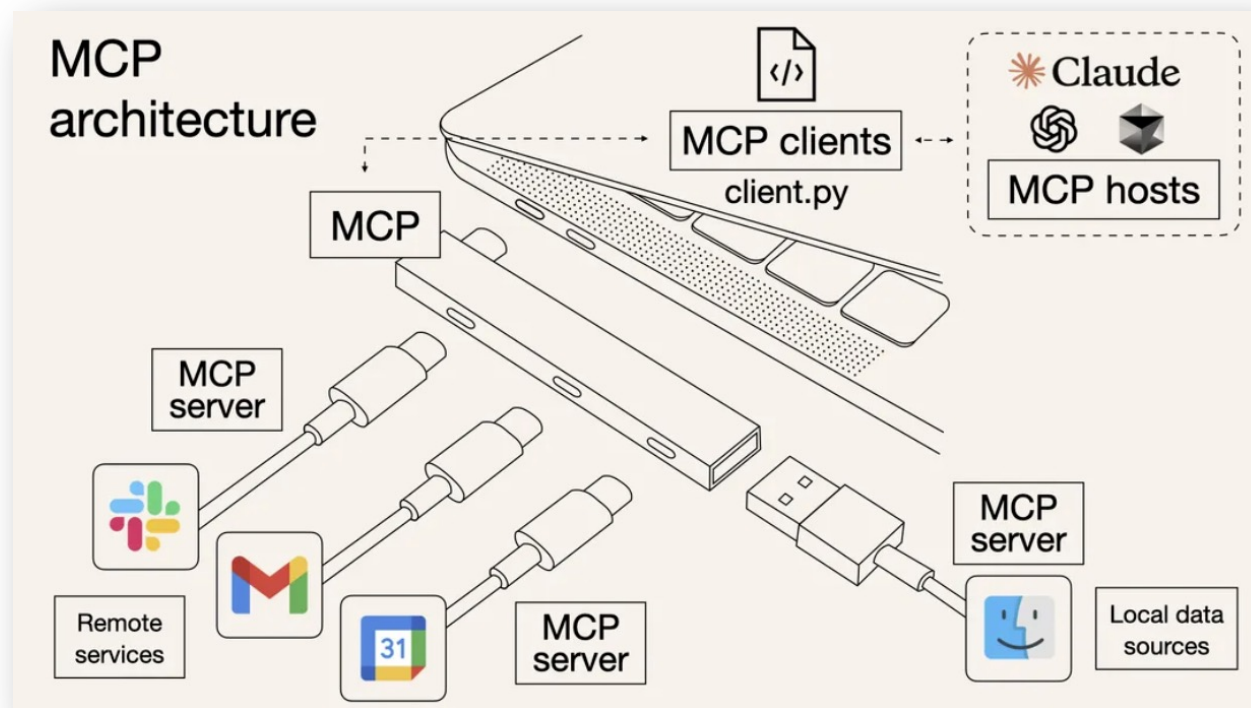 MCP
architecture
</>
MCP clients
client.py
Claude
MCP hosts
MCP
MCP
server
Remote
services
31
MCP
server
MCP
server
Local data
sources